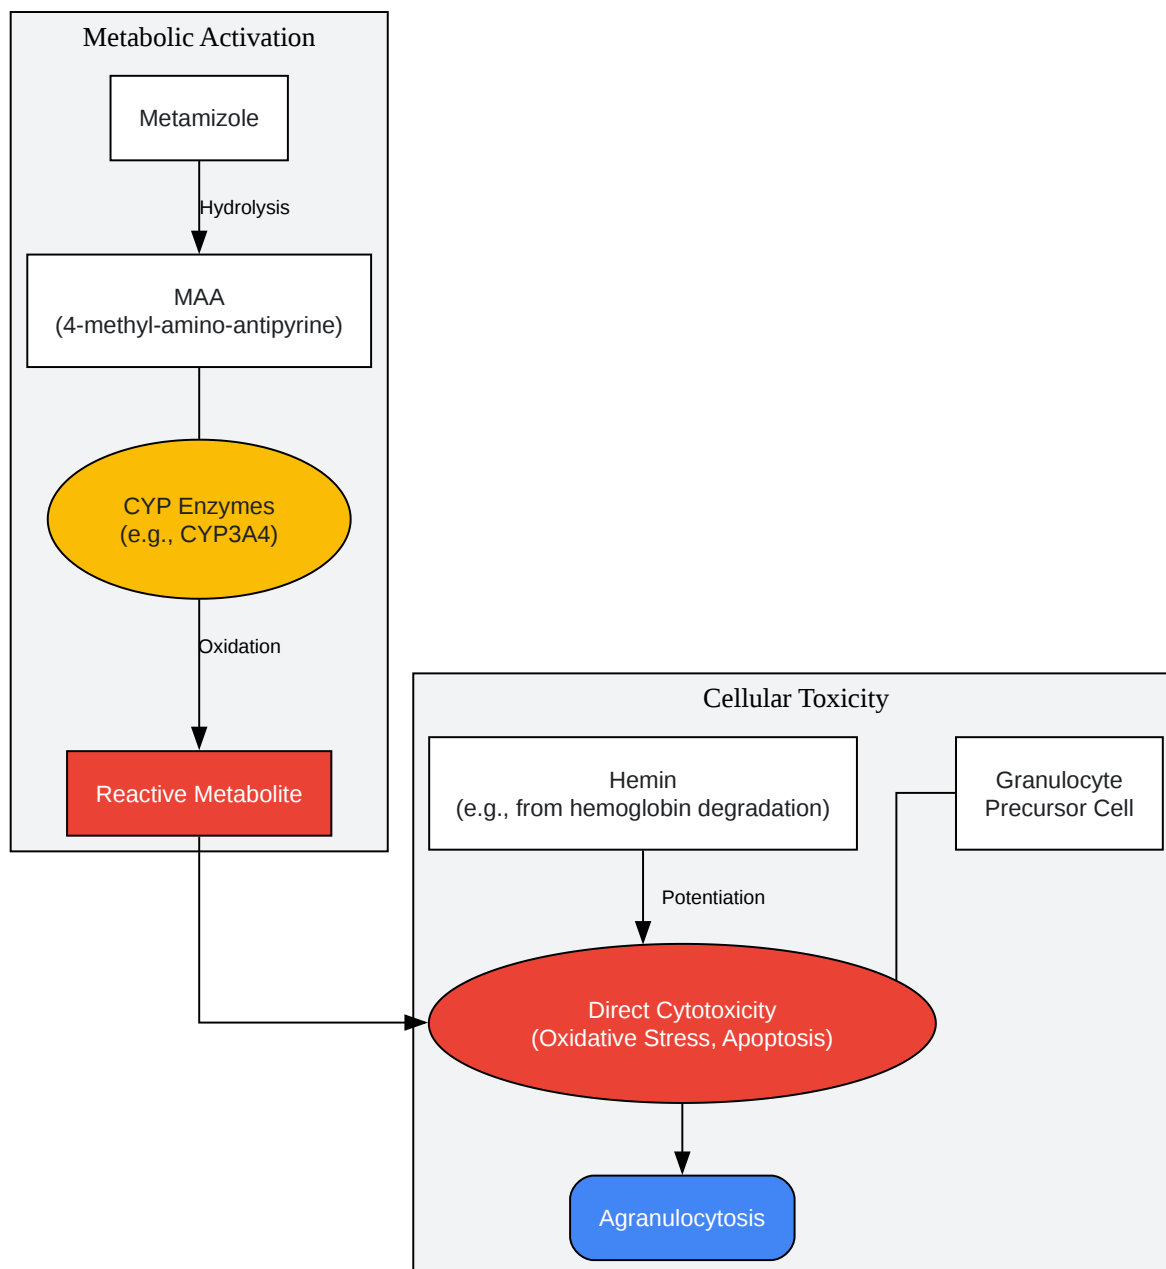 Metabolic Activation
Metamizole
Hydrolysis
MAA
(4-methyl-amino-antipyrine)
CYP Enzymes
(e.g., CYP3A4)
Oxidation
Reactive Metabolite
Cellular Toxicity
Hemin
(e.g., from hemoglobin degradation)
Granulocyte
Precursor Cell
Potentiation
Direct Cytotoxicity
(Oxidative Stress, Apoptosis)
Agranulocytosis